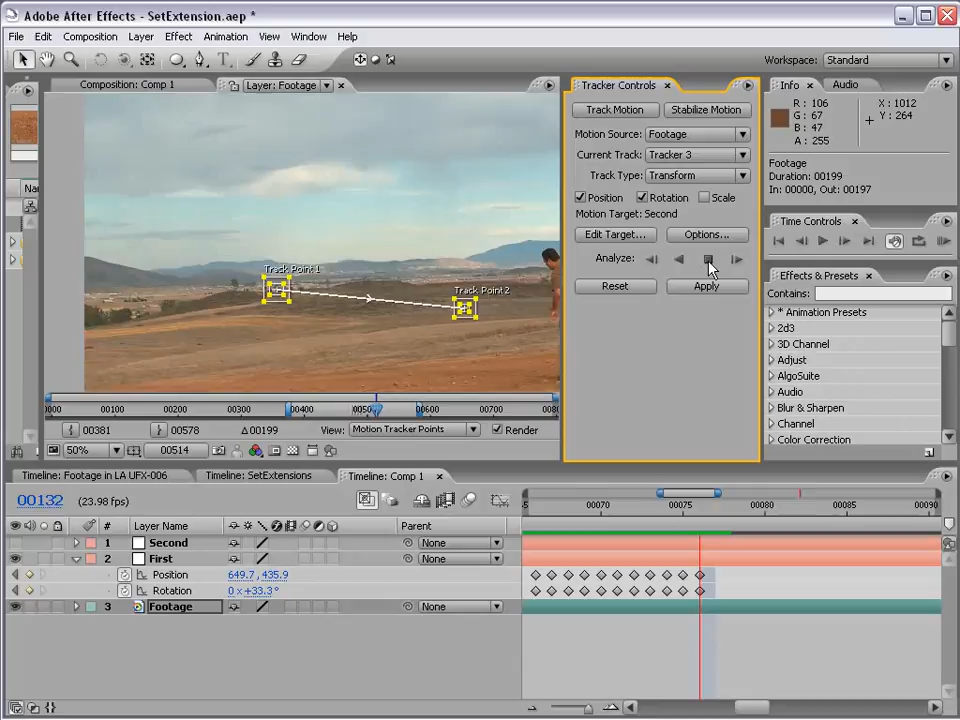 Adobe After Effects - SetExtension.aep *
File Edit Composition Layer Effect Animation View Window Help
Workspace: Standard
Composition: Comp 1
Layer: Footage
Tracker Controls
Info
Audio
Track Motion Stabilize Motion
Motion Source: Footage
Current Track: Tracker 3
Track Type: Transform
Position Rotation Scale
Motion Target: Second
Edit Target... Options...
Analyze:
Reset Apply
R: 106
G: 67
B: 47
A: 255
X: 1012
Y: 264
Footage
Duration: 00199
In: 00000, Out: 00197
Time Controls
Effects & Presets
Contains:
* Animation Presets
2d3
3D Channel
Adjust
AlgoSuite
Audio
Blur & Sharpen
Channel
Color Correction
Track Point 1
Track Point 2
00100 00200 00300 00400 00600 00700
00381 00578 Δ00199 View: Motion Tracker Points Render
50% 00514
Timeline: Footage in LA UFX-006
Timeline: SetExtensions
Timeline: Comp 1
00132 (23.98 fps)
00070 00075 00080 00085 00090
# Layer Name Parent
1 Second None
2 First None
Position 649.7, 435.9
Rotation 0 x +33.3 °
3 Footage None